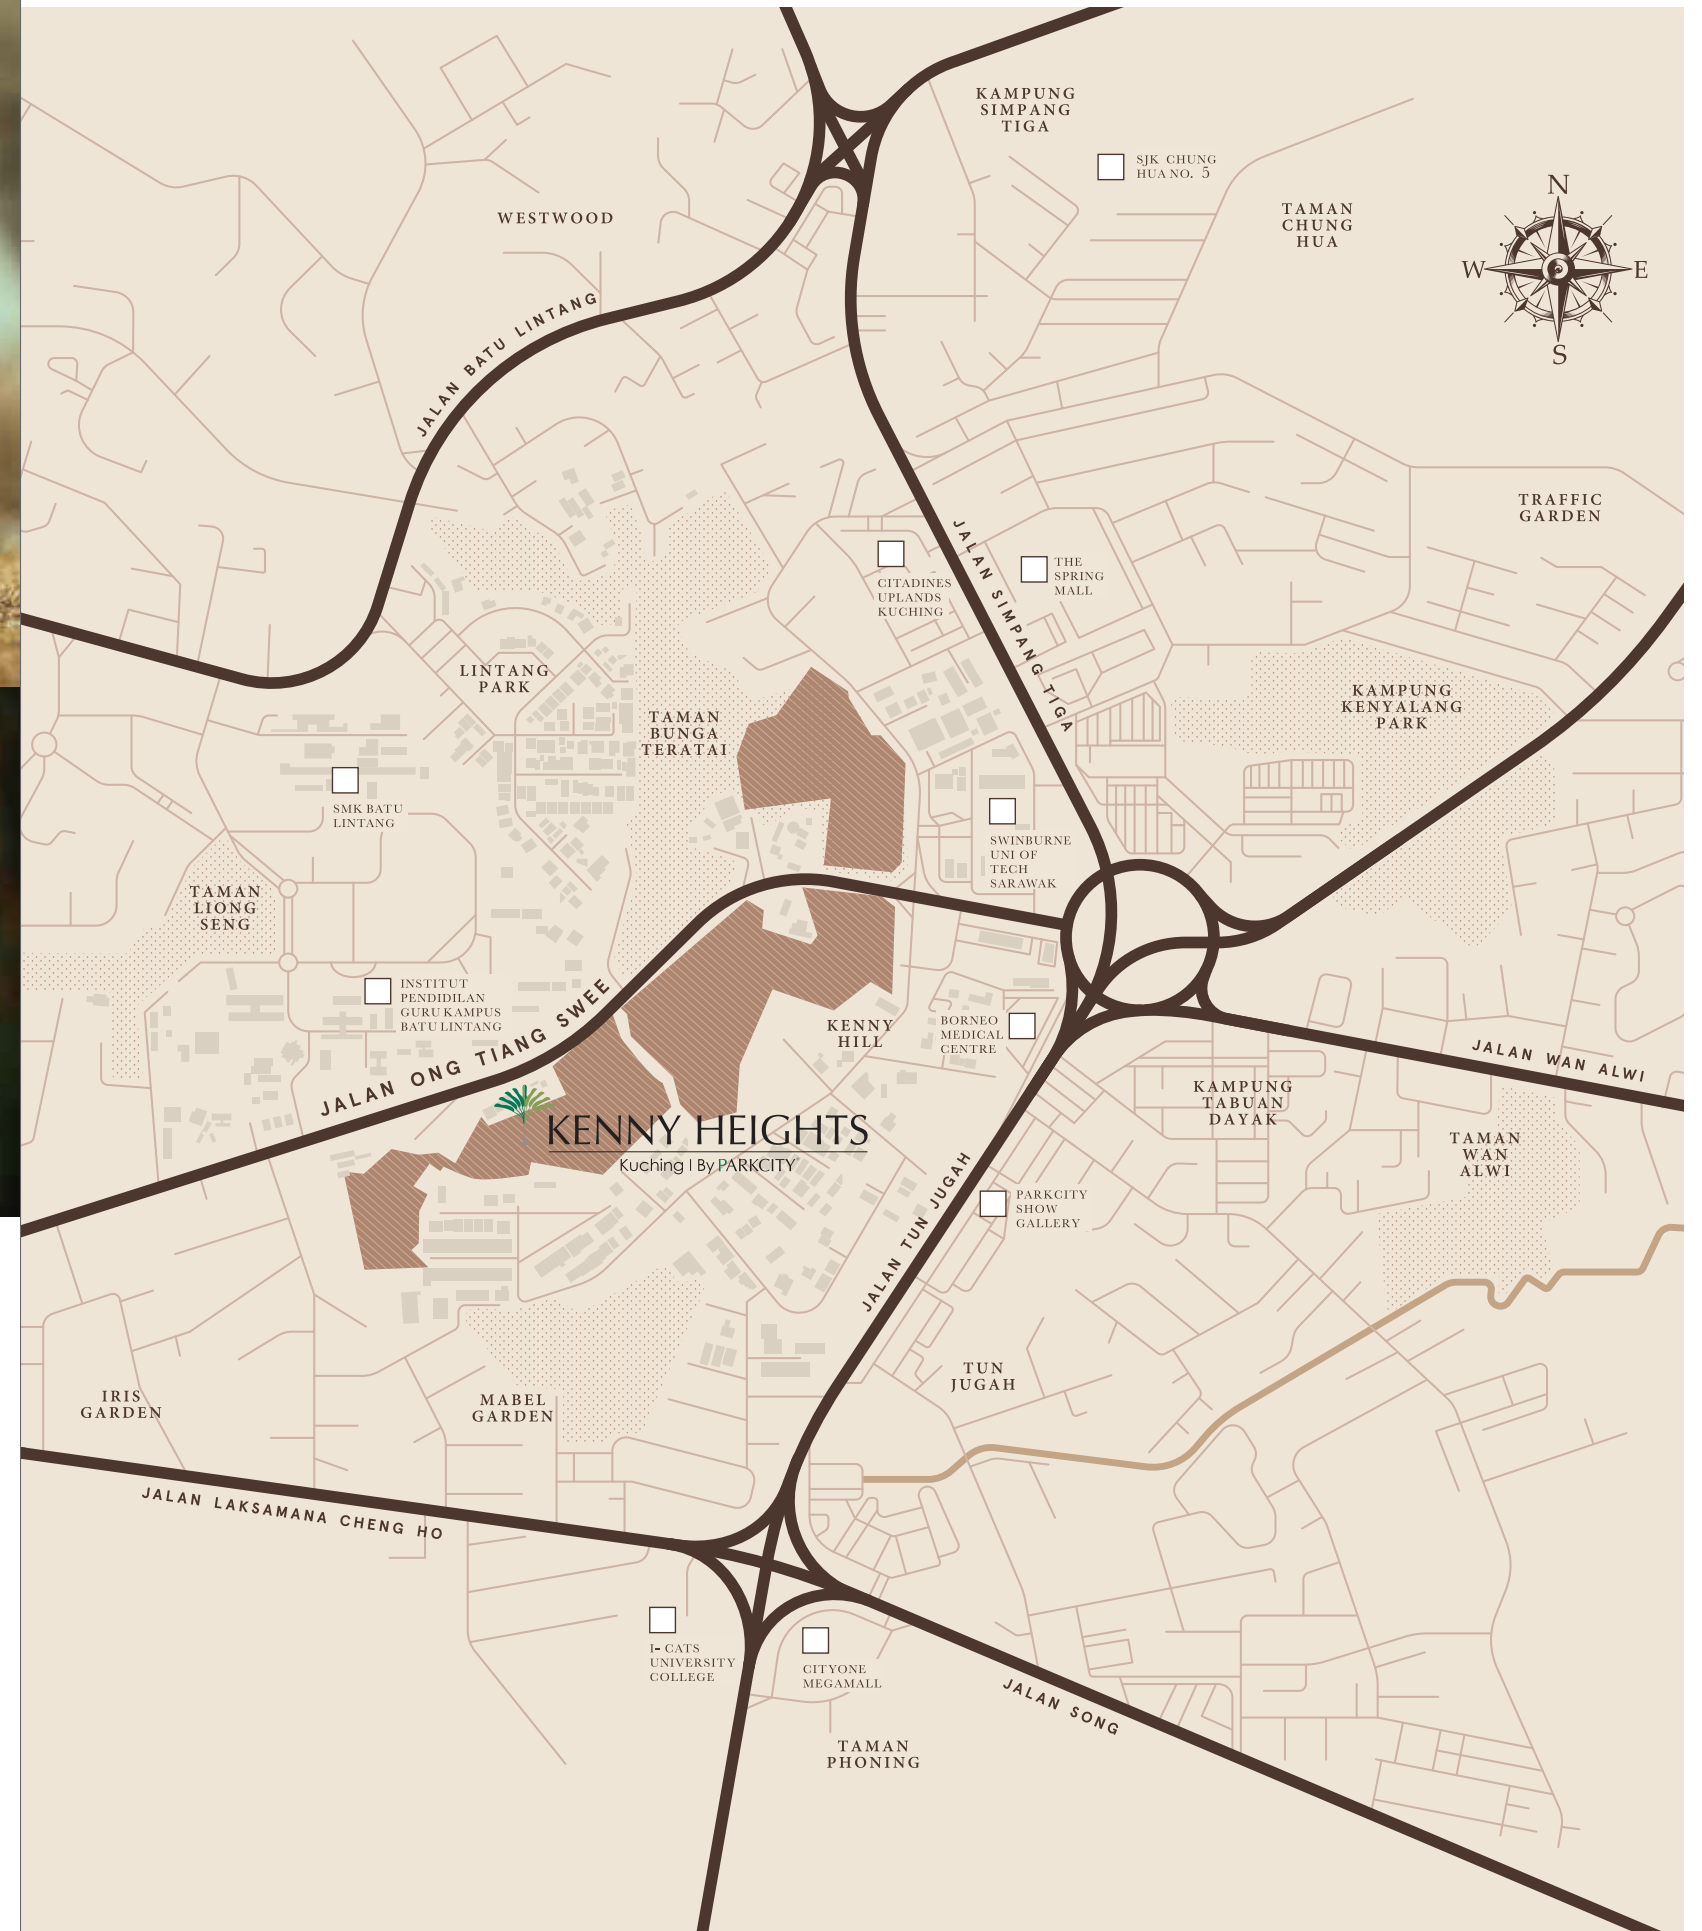 KAMPUNG
SIMPANG
TIGA
SJK CHUNG
HUA NO. 5
TAMAN
CHUNG
HUA
N
W
E
S
WESTWOOD
JALAN BATU LINTANG
TRAFFIC
GARDEN
JALAN SIMPANG TIGA
CITADINES
UPLANDS
KUCHING
THE
SPRING
MALL
LINTANG
PARK
TAMAN
BUNGA
TERATAI
KAMPUNG
KENYALANG
PARK
SMK BATU
LINTANG
SWINBURNE
UNI OF
TECH
SARAWAK
TAMAN
LIONG
SENG
INSTITUT
PENDIDILAN
GURU KAMPUS
BATU LINTANG
JALAN ONG TIANG SWEE
KENNY
HILL
BORNEO
MEDICAL
CENTRE
JALAN WAN ALWI
KAMPUNG
TABUAN
DAYAK
TAMAN
WAN
ALWI
KENNY HEIGHTS
Kuching | By PARKCITY
JALAN TUN JUGAH
PARKCITY
SHOW
GALLERY
TUN
JUGAH
IRIS
GARDEN
MABEL
GARDEN
JALAN LAKSAMANA CHENG HO
I-CATS
UNIVERSITY
COLLEGE
CITYONE
MEGAMALL
JALAN SONG
TAMAN
PHONING